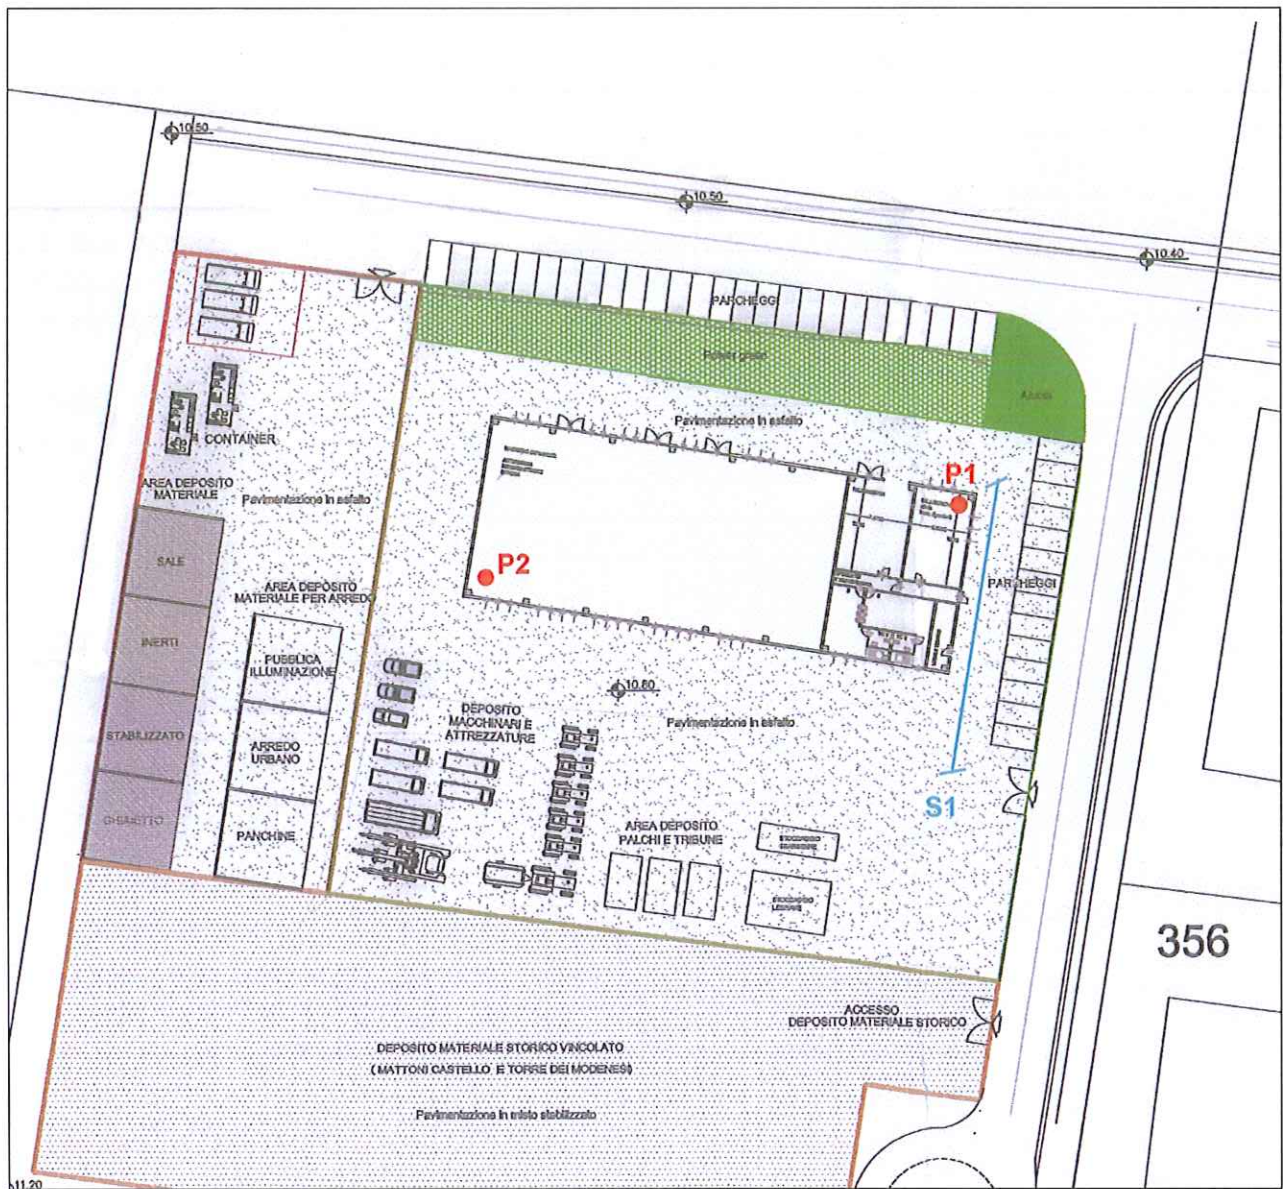 10.50
10.50
10.40
PARCHEGGI
Aiuola
Pavimentazione in asfalto
CONTAINER
AREA DEPOSITO
MATERIALE
Pavimentazione in asfalto
P1
P2
SALE
AREA DEPOSITO
MATERIALE PER ARREDO
PARCHEGGI
INERTI
PUBBLICA
ILLUMINAZIONE
10.80
DEPOSITO
MACCHINARI E
ATTREZZATURE
Pavimentazione in asfalto
STABILIZZATO
ARREDO
URBANO
S1
GHIAIETTO
PANCHINE
AREA DEPOSITO
PALCHI E TRIBUNE
356
ACCESSO
DEPOSITO MATERIALE STORICO
DEPOSITO MATERIALE STORICO VINCOLATO
( MATTONI CASTELLO E TORRE DEI MODENESI)
Pavimentazione in misto stabilizzato
11.20